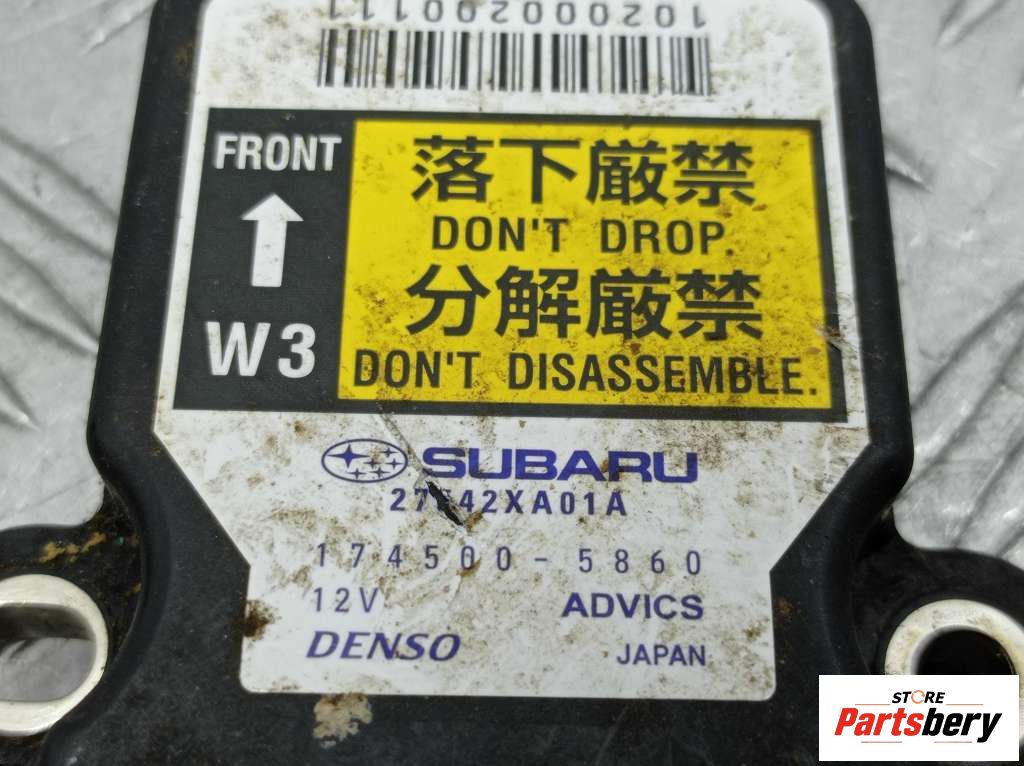 1020000200111
FRONT
落下厳禁
DON'T DROP.
分解厳禁
W3
DON'T DISASSEMBLE.
SUBARU
174500-5860
12V ADVICS
DENSO JAPAN
STORE
Partsbery